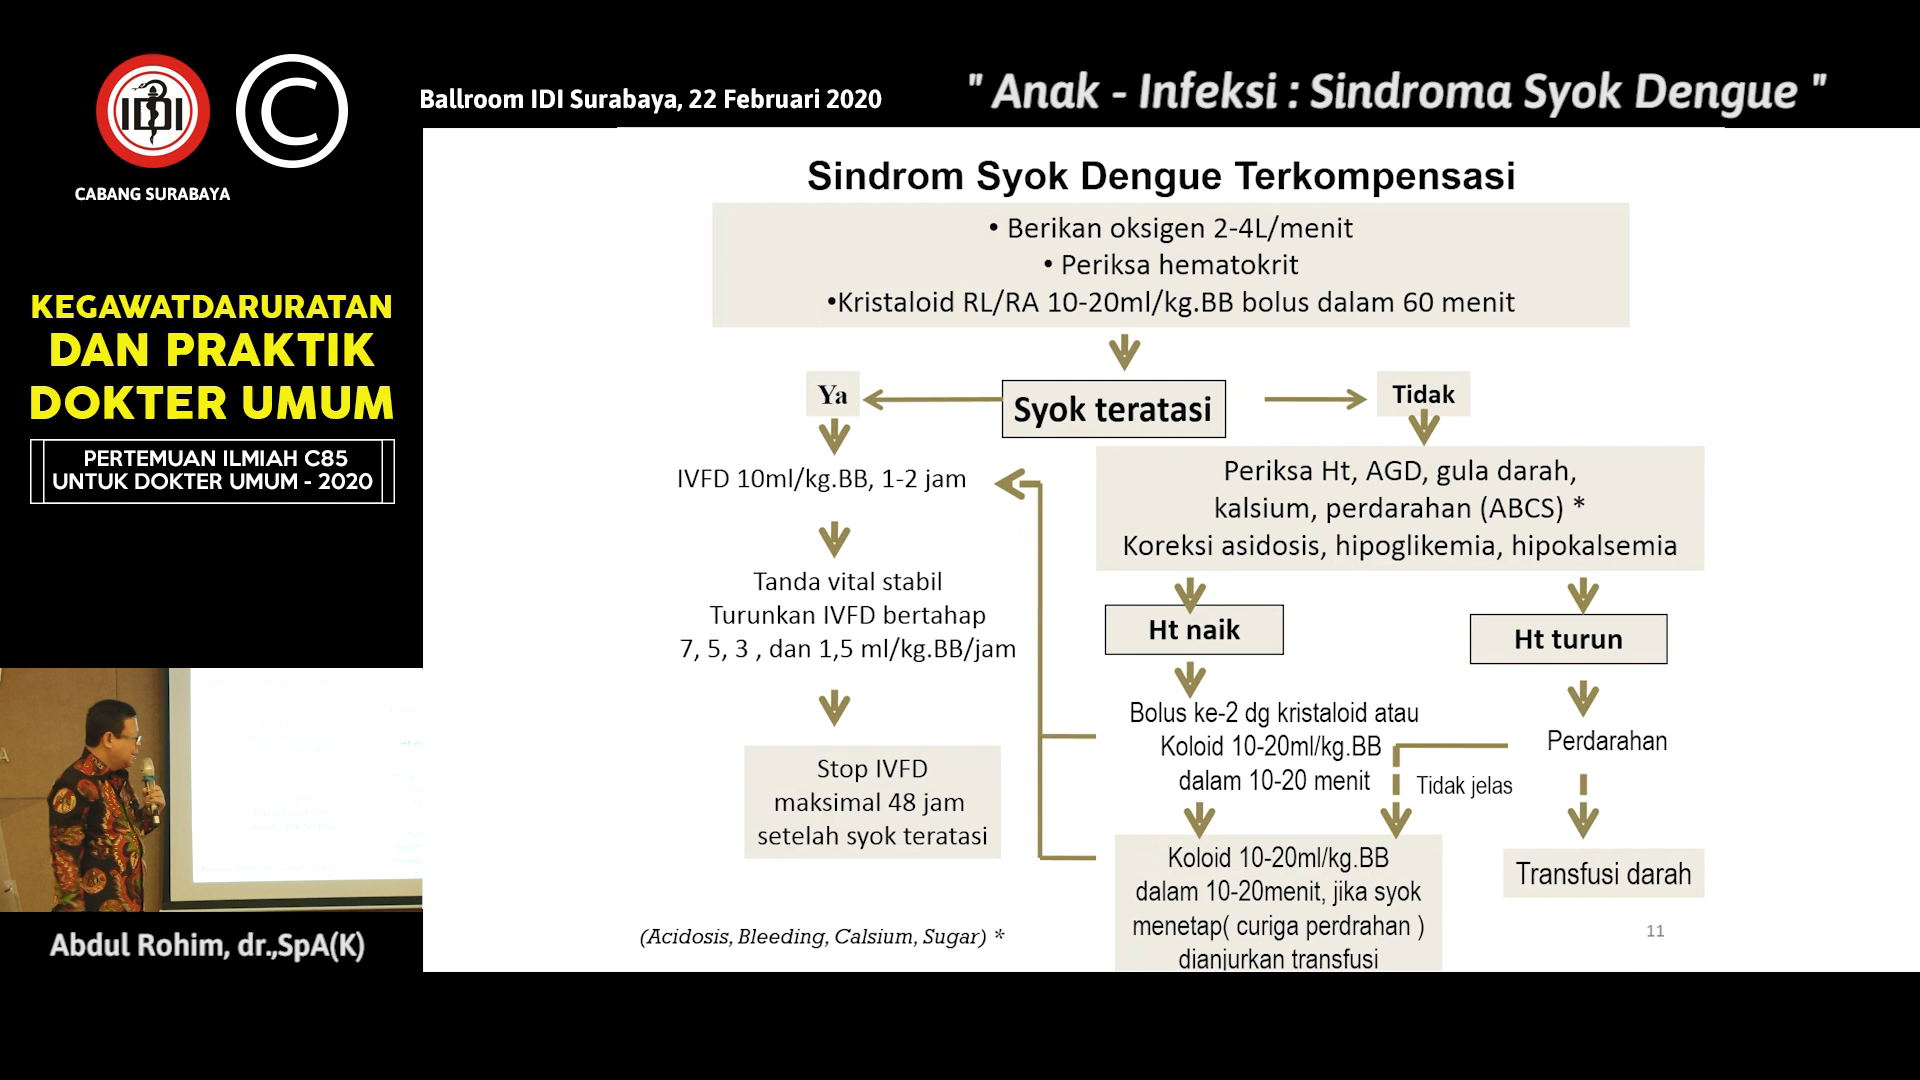 IDI
C
CABANG SURABAYA
Ballroom IDI Surabaya, 22 Februari 2020
" Anak - Infeksi : Sindroma Syok Dengue "
KEGAWATDARURATAN
DAN PRAKTIK
DOKTER UMUM
PERTEMUAN ILMIAH C85
UNTUK DOKTER UMUM - 2020
Abdul Rohim, dr.,SpA(K)
Sindrom Syok Dengue Terkompensasi
• Berikan oksigen 2-4L/menit
• Periksa hematokrit
•Kristaloid RL/RA 10-20ml/kg.BB bolus dalam 60 menit
Ya
Syok teratasi
Tidak
IVFD 10ml/kg.BB, 1-2 jam
Tanda vital stabil
Turunkan IVFD bertahap
7, 5, 3 , dan 1,5 ml/kg.BB/jam
Stop IVFD
maksimal 48 jam
setelah syok teratasi
Periksa Ht, AGD, gula darah,
kalsium, perdarahan (ABCS) *
Koreksi asidosis, hipoglikemia, hipokalsemia
Ht naik
Ht turun
Bolus ke-2 dg kristaloid atau
Koloid 10-20ml/kg.BB
dalam 10-20 menit
Perdarahan
Tidak jelas
Koloid 10-20ml/kg.BB
dalam 10-20menit, jika syok
menetap( curiga perdrahan )
dianjurkan transfusi
Transfusi darah
(Acidosis, Bleeding, Calsium, Sugar) *
11